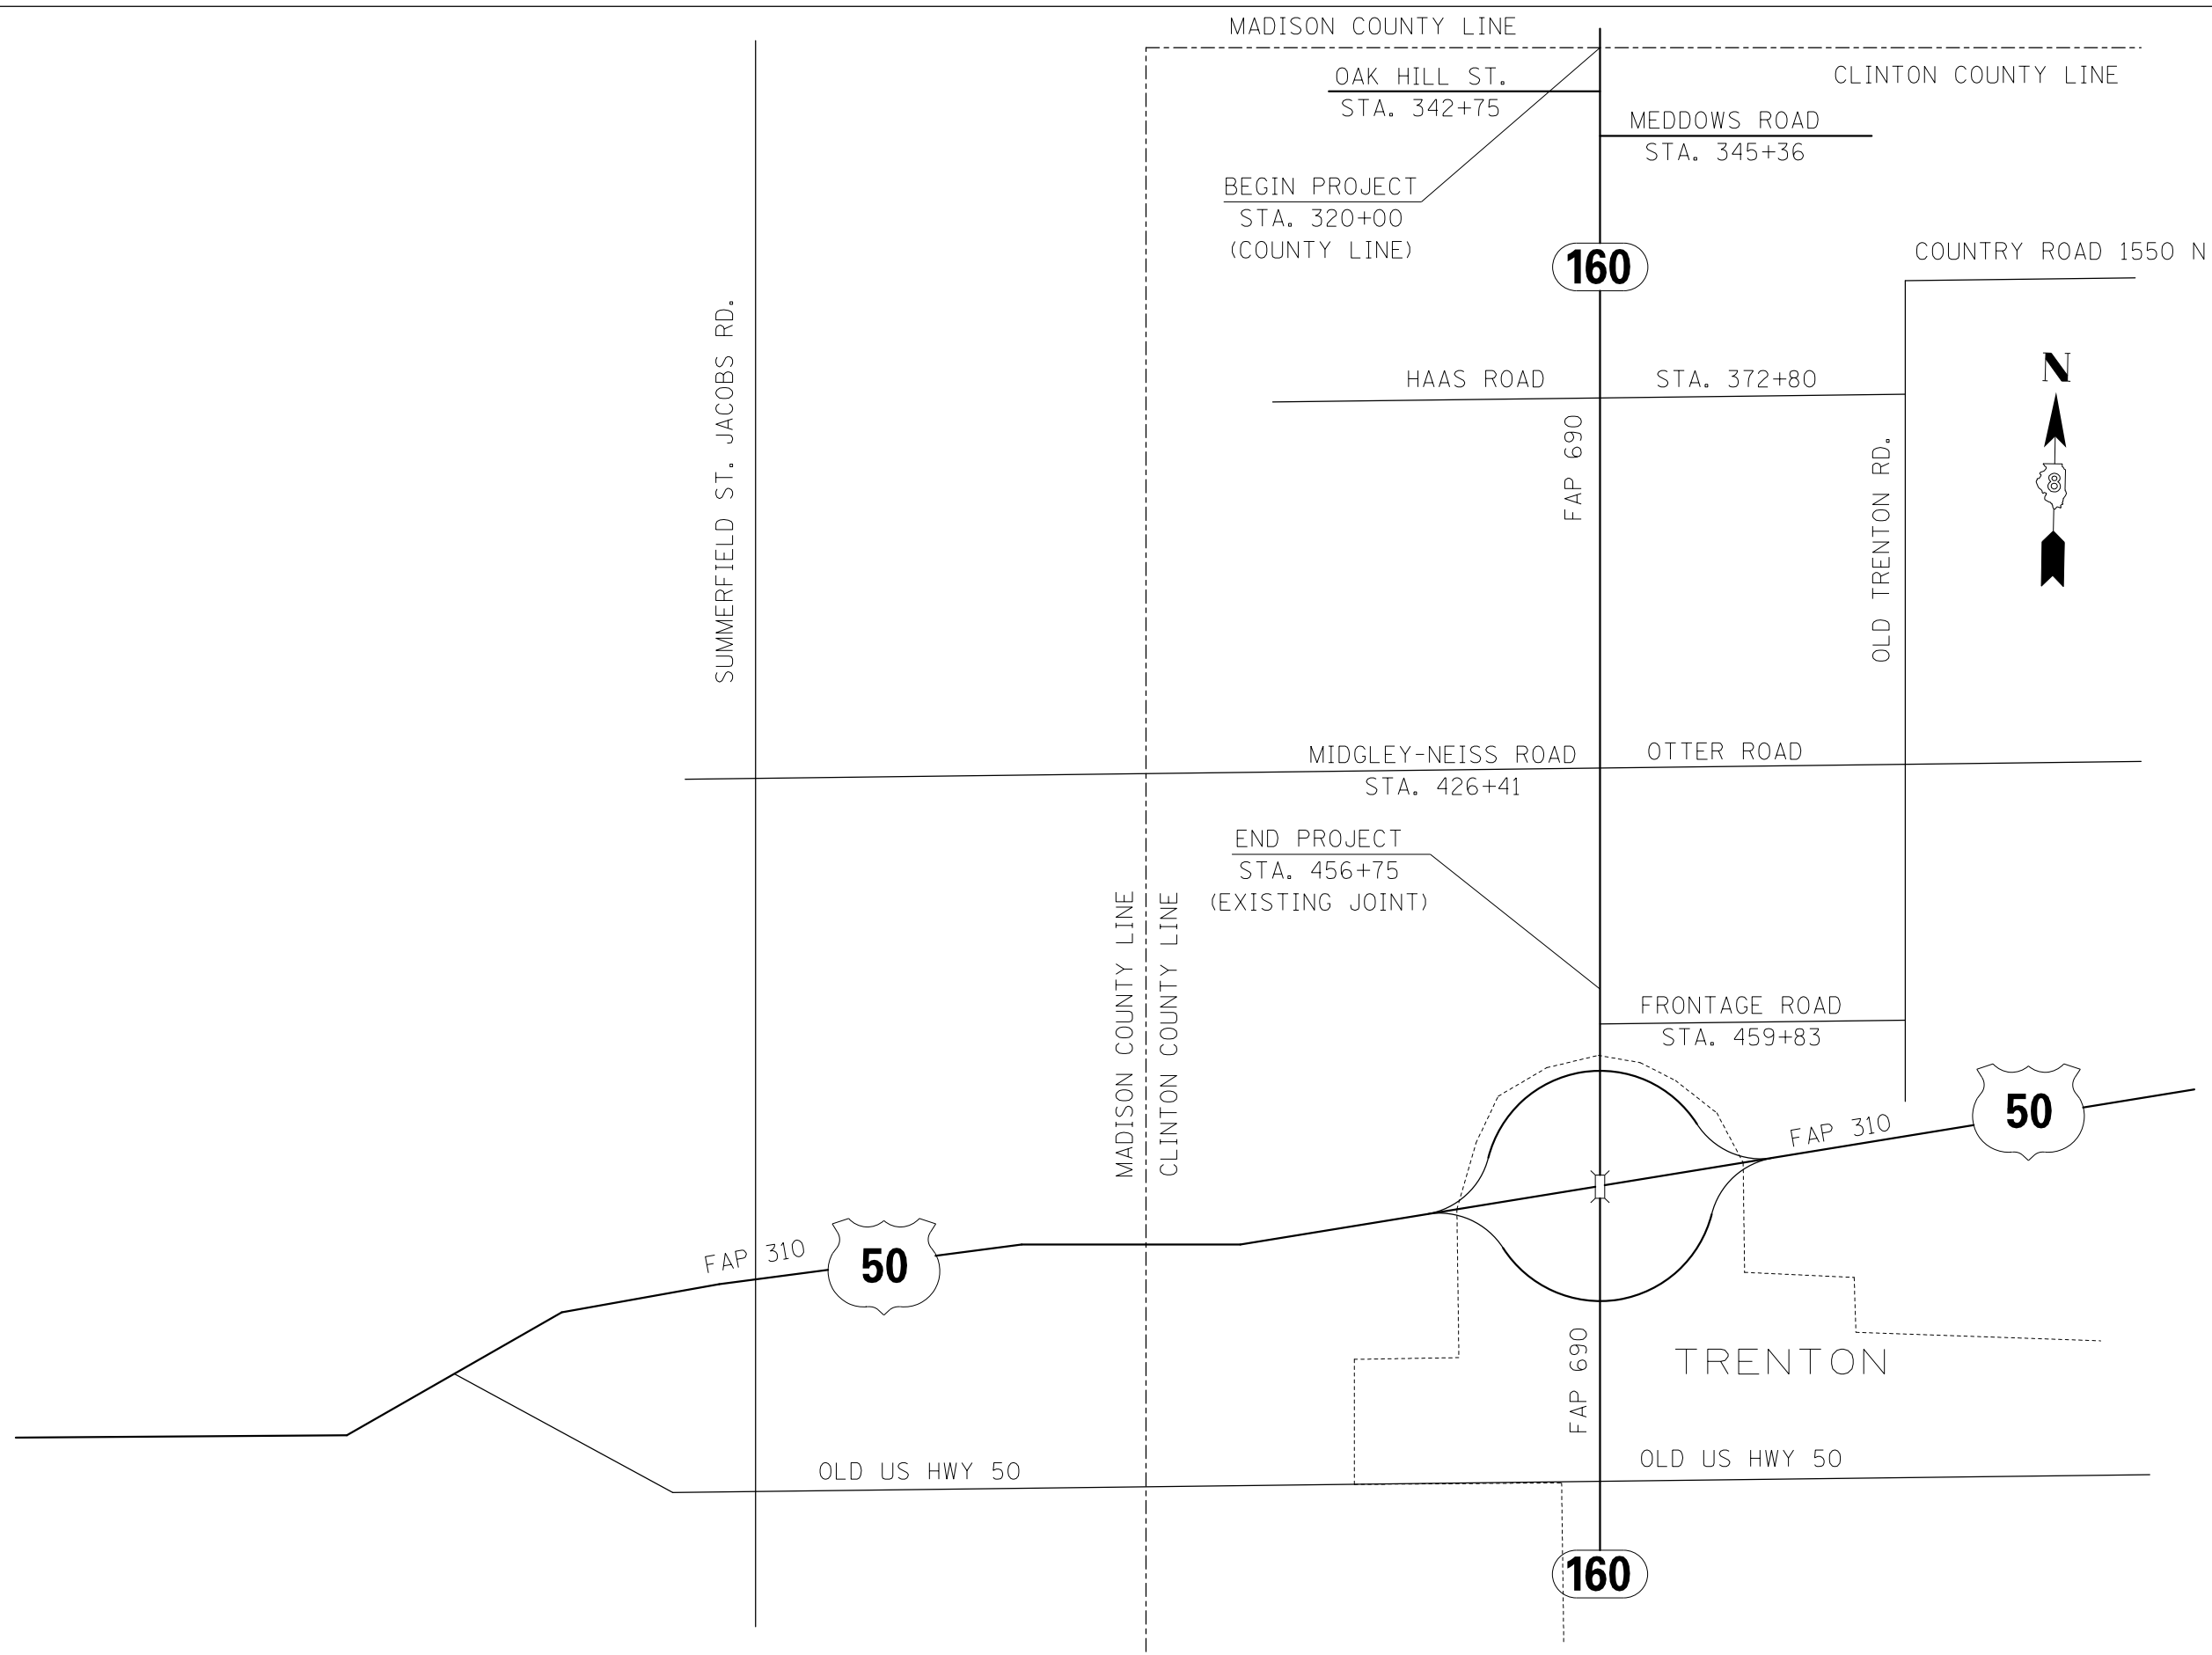 MADISON COUNTY LINE
CLINTON COUNTY LINE
OAK HILL ST.
STA. 342+75
MEDDOWS ROAD
STA. 345+36
BEGIN PROJECT
STA. 320+00
(COUNTY LINE)
160
COUNTRY ROAD 1550 N
SUMMERFIELD ST. JACOBS RD.
HAAS ROAD
STA. 372+80
N
8
FAP 690
OLD TRENTON RD.
MIDGLEY-NEISS ROAD
OTTER ROAD
STA. 426+41
END PROJECT
STA. 456+75
(EXISTING JOINT)
MADISON COUNTY LINE
CLINTON COUNTY LINE
FRONTAGE ROAD
STA. 459+83
50
FAP 310
FAP 310
50
FAP 690
TRENTON
OLD US HWY 50
OLD US HWY 50
160